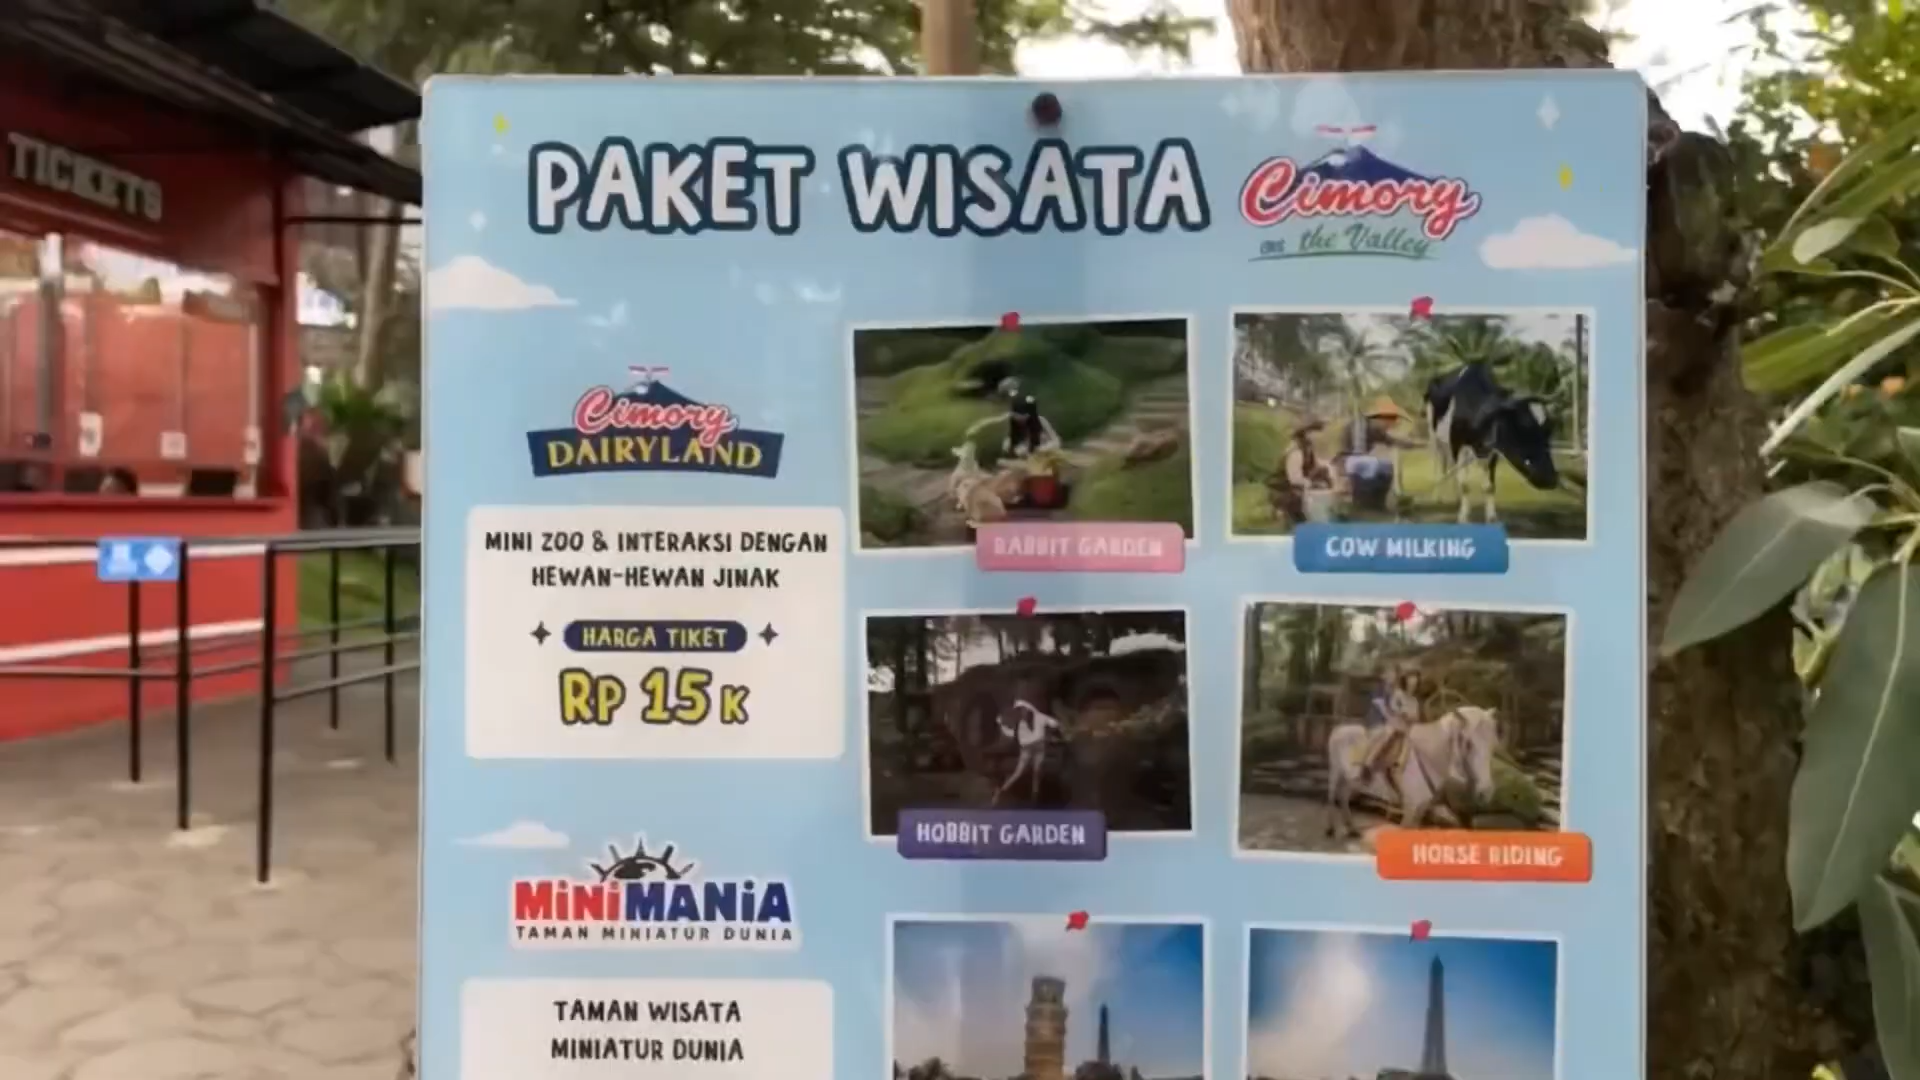 TICKETS
PAKET WISATA
Cimory
on the Valley
Cimory
DAIRYLAND
MINI ZOO & INTERAKSI DENGAN
HEWAN-HEWAN JINAK
HARGA TIKET
RP 15 K
RABBIT GARDEN
COW MILKING
HOBBIT GARDEN
HORSE RIDING
MiNiMANiA
TAMAN MINIATUR DUNIA
TAMAN WISATA
MINIATUR DUNIA